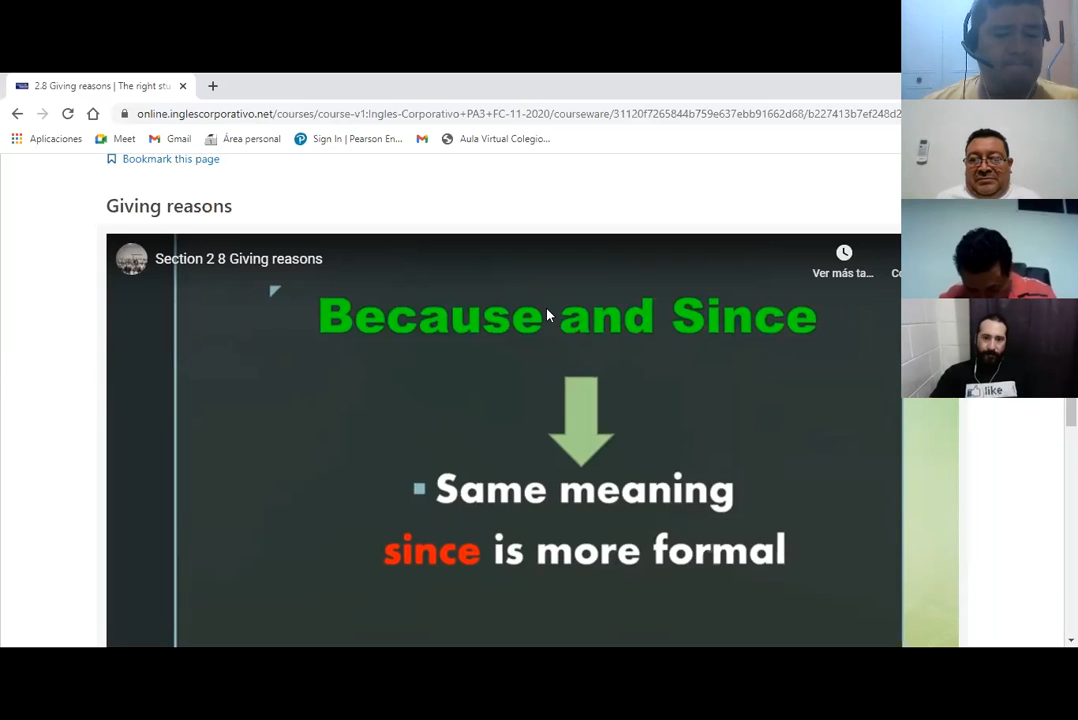 2.8 Giving reasons | The right stu
online.inglescorporativo.net/courses/course-v1:Ingles-Corporativo+PA3+FC-11-2020/courseware/31120f7265844b759e637ebb91662d68/b227413b7ef248d2
Aplicaciones Meet Gmail Área personal Sign In | Pearson En... Aula Virtual Colegio...
Bookmark this page
Giving reasons
Section 2 8 Giving reasons
Ver más ta...
Because and Since
Same meaning
since is more formal
like